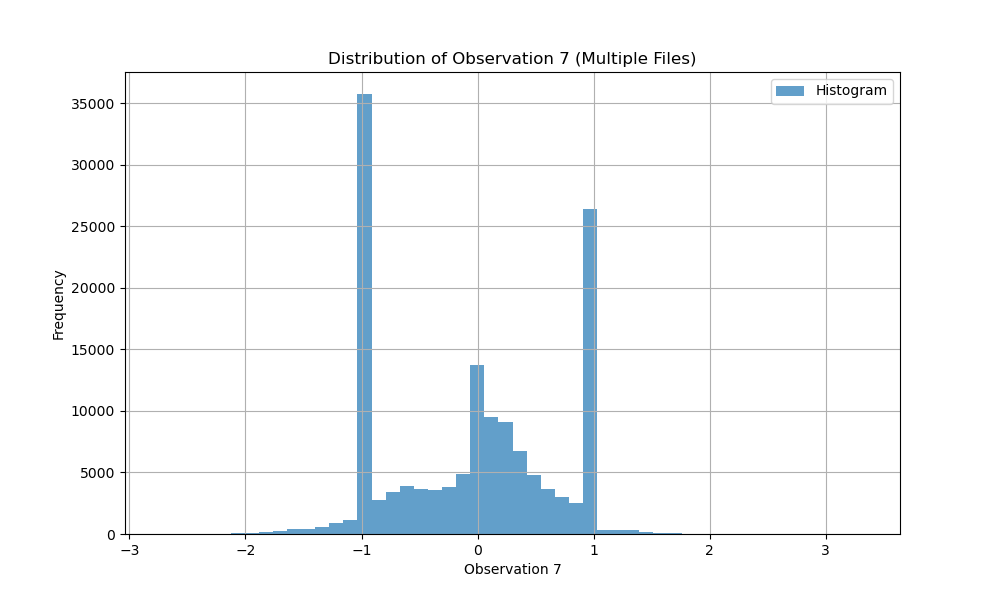 Distribution of Observation 7 (Multiple Files)
Histogram
35000
30000
25000
20000
15000
10000
5000
0
Frequency
−3 −2 −1 0 1 2 3
Observation 7